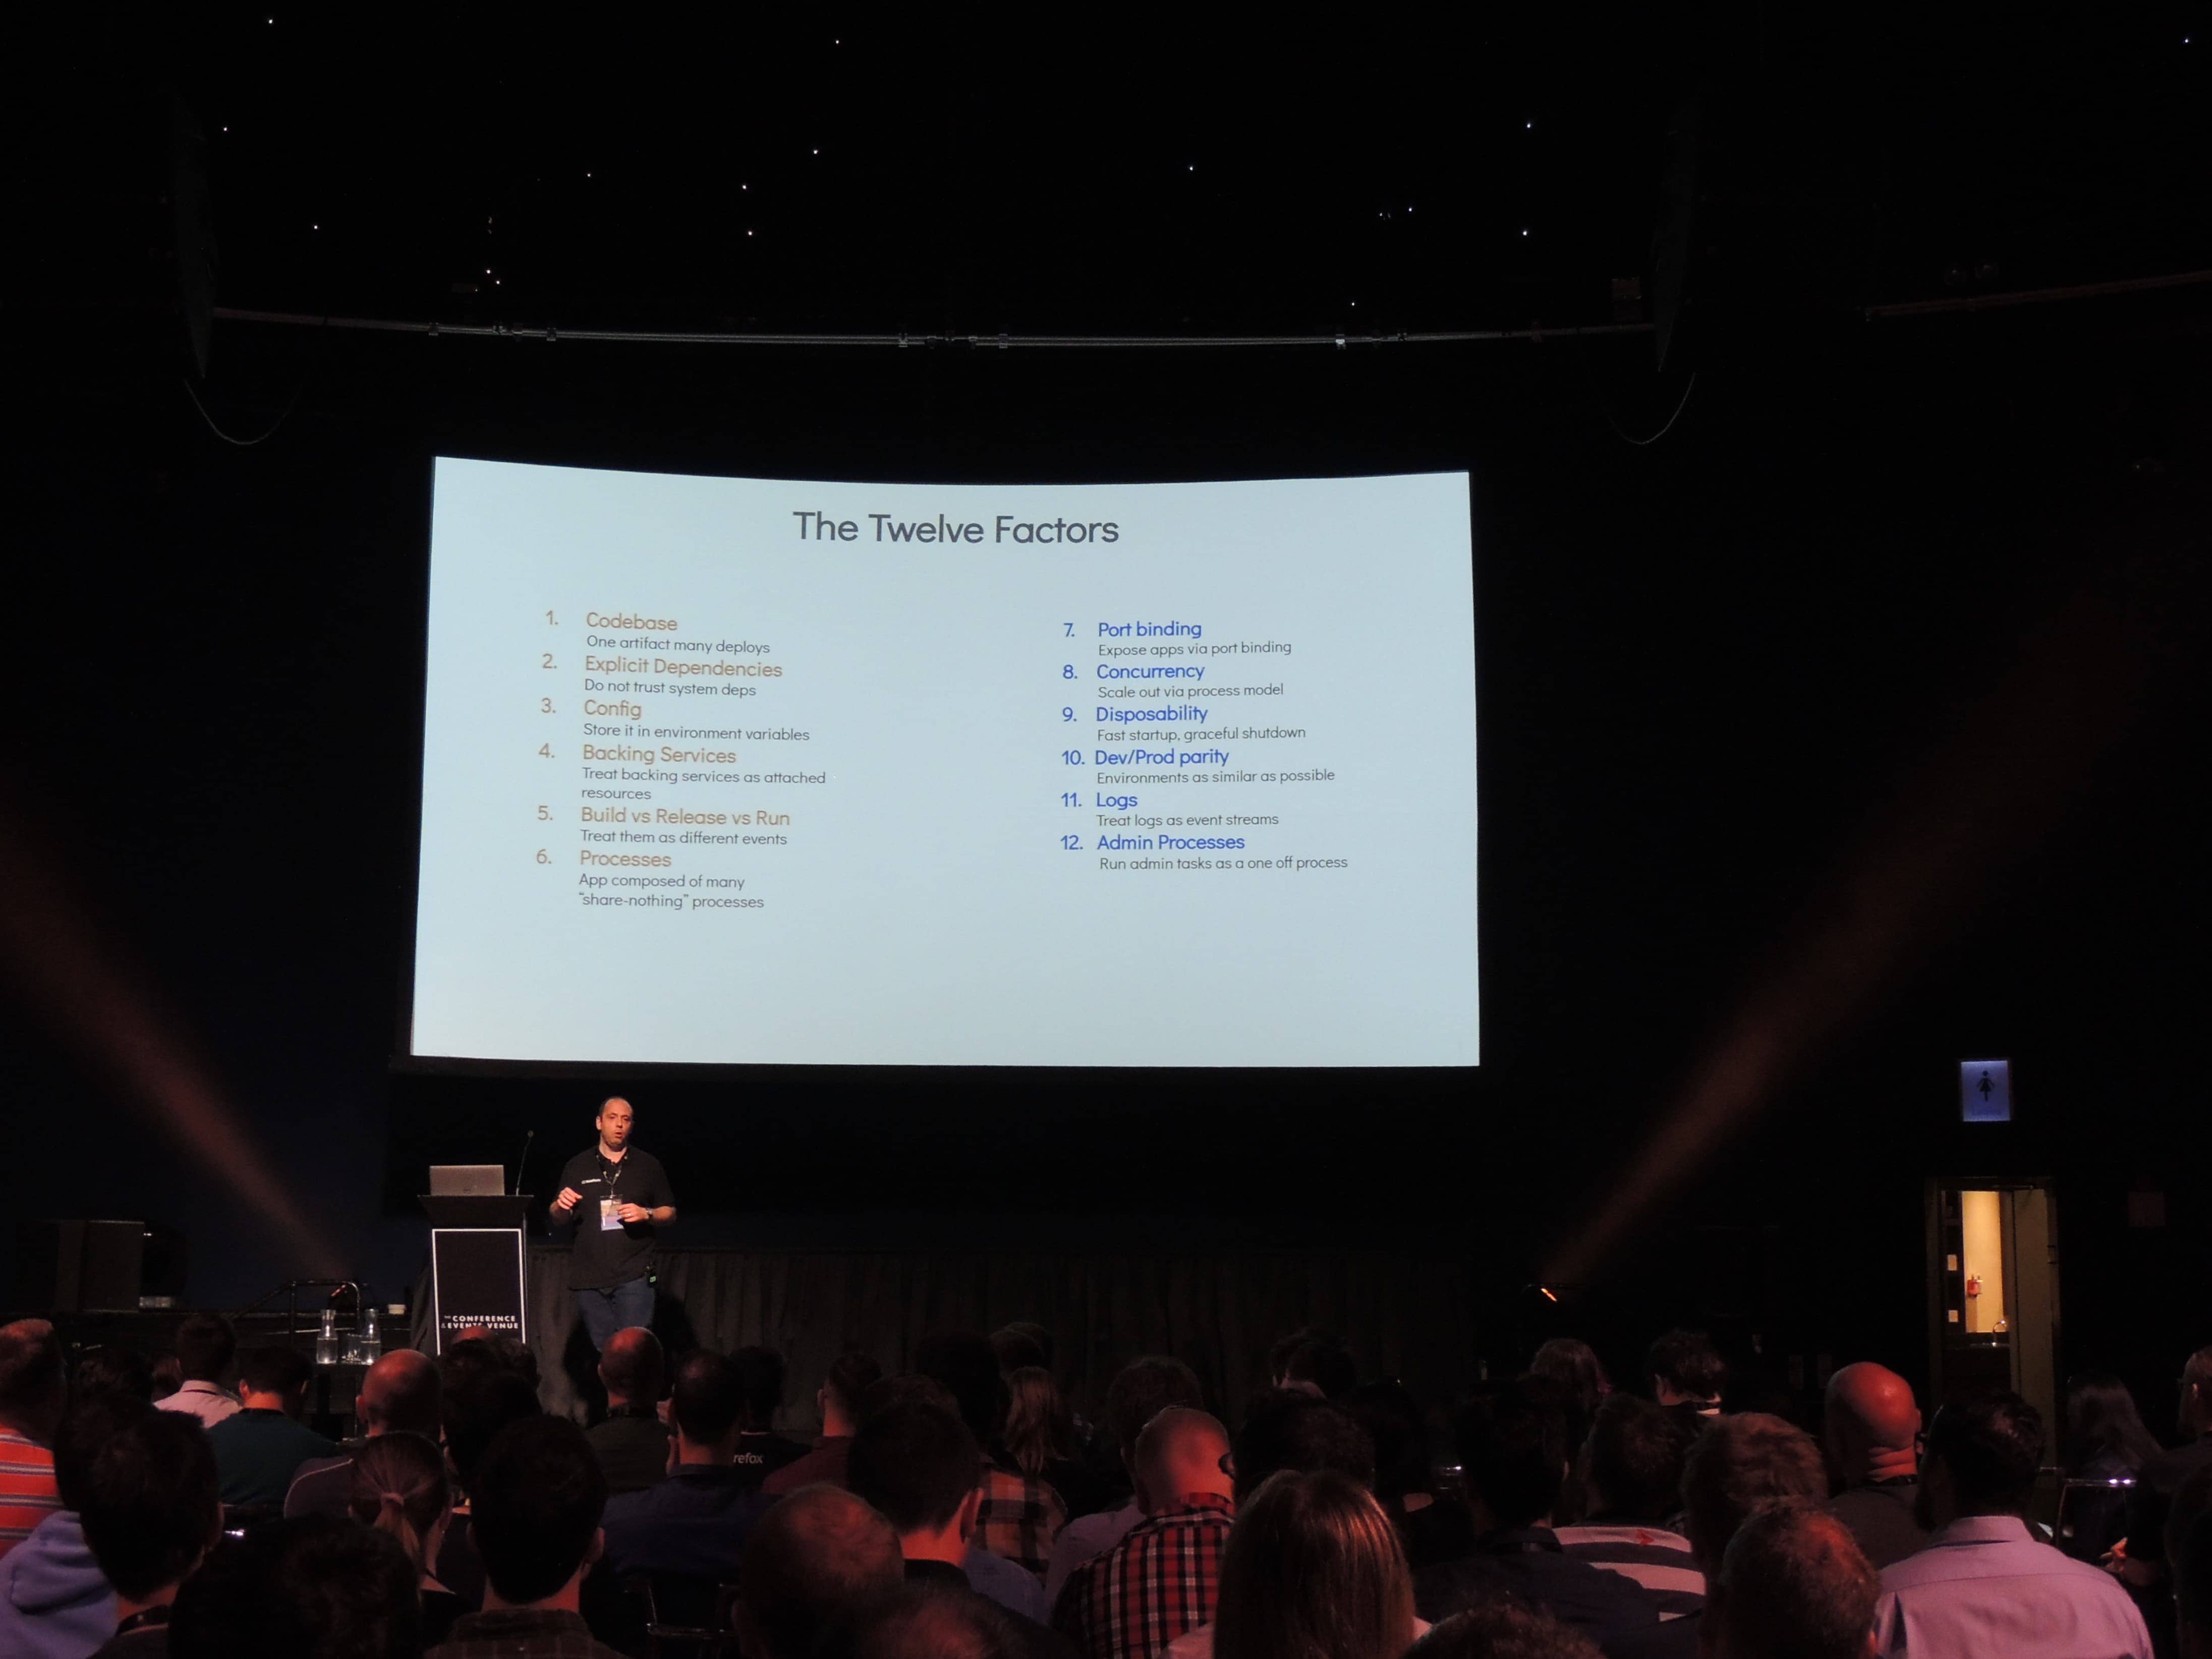 The Twelve Factors
1. Codebase
One artifact many deploys
2. Explicit Dependencies
Do not trust system deps
3. Config
Store it in environment variables
4. Backing Services
Treat backing services as attached
resources
5. Build vs Release vs Run
Treat them as different events
6. Processes
App composed of many
"share-nothing" processes
7. Port binding
Expose apps via port binding
8. Concurrency
Scale out via process model
9. Disposability
Fast startup, graceful shutdown
10. Dev/Prod parity
Environments as similar as possible
11. Logs
Treat logs as event streams
12. Admin Processes
Run admin tasks as a one off process
THE CONFERENCE
& EVENTS VENUE
refox